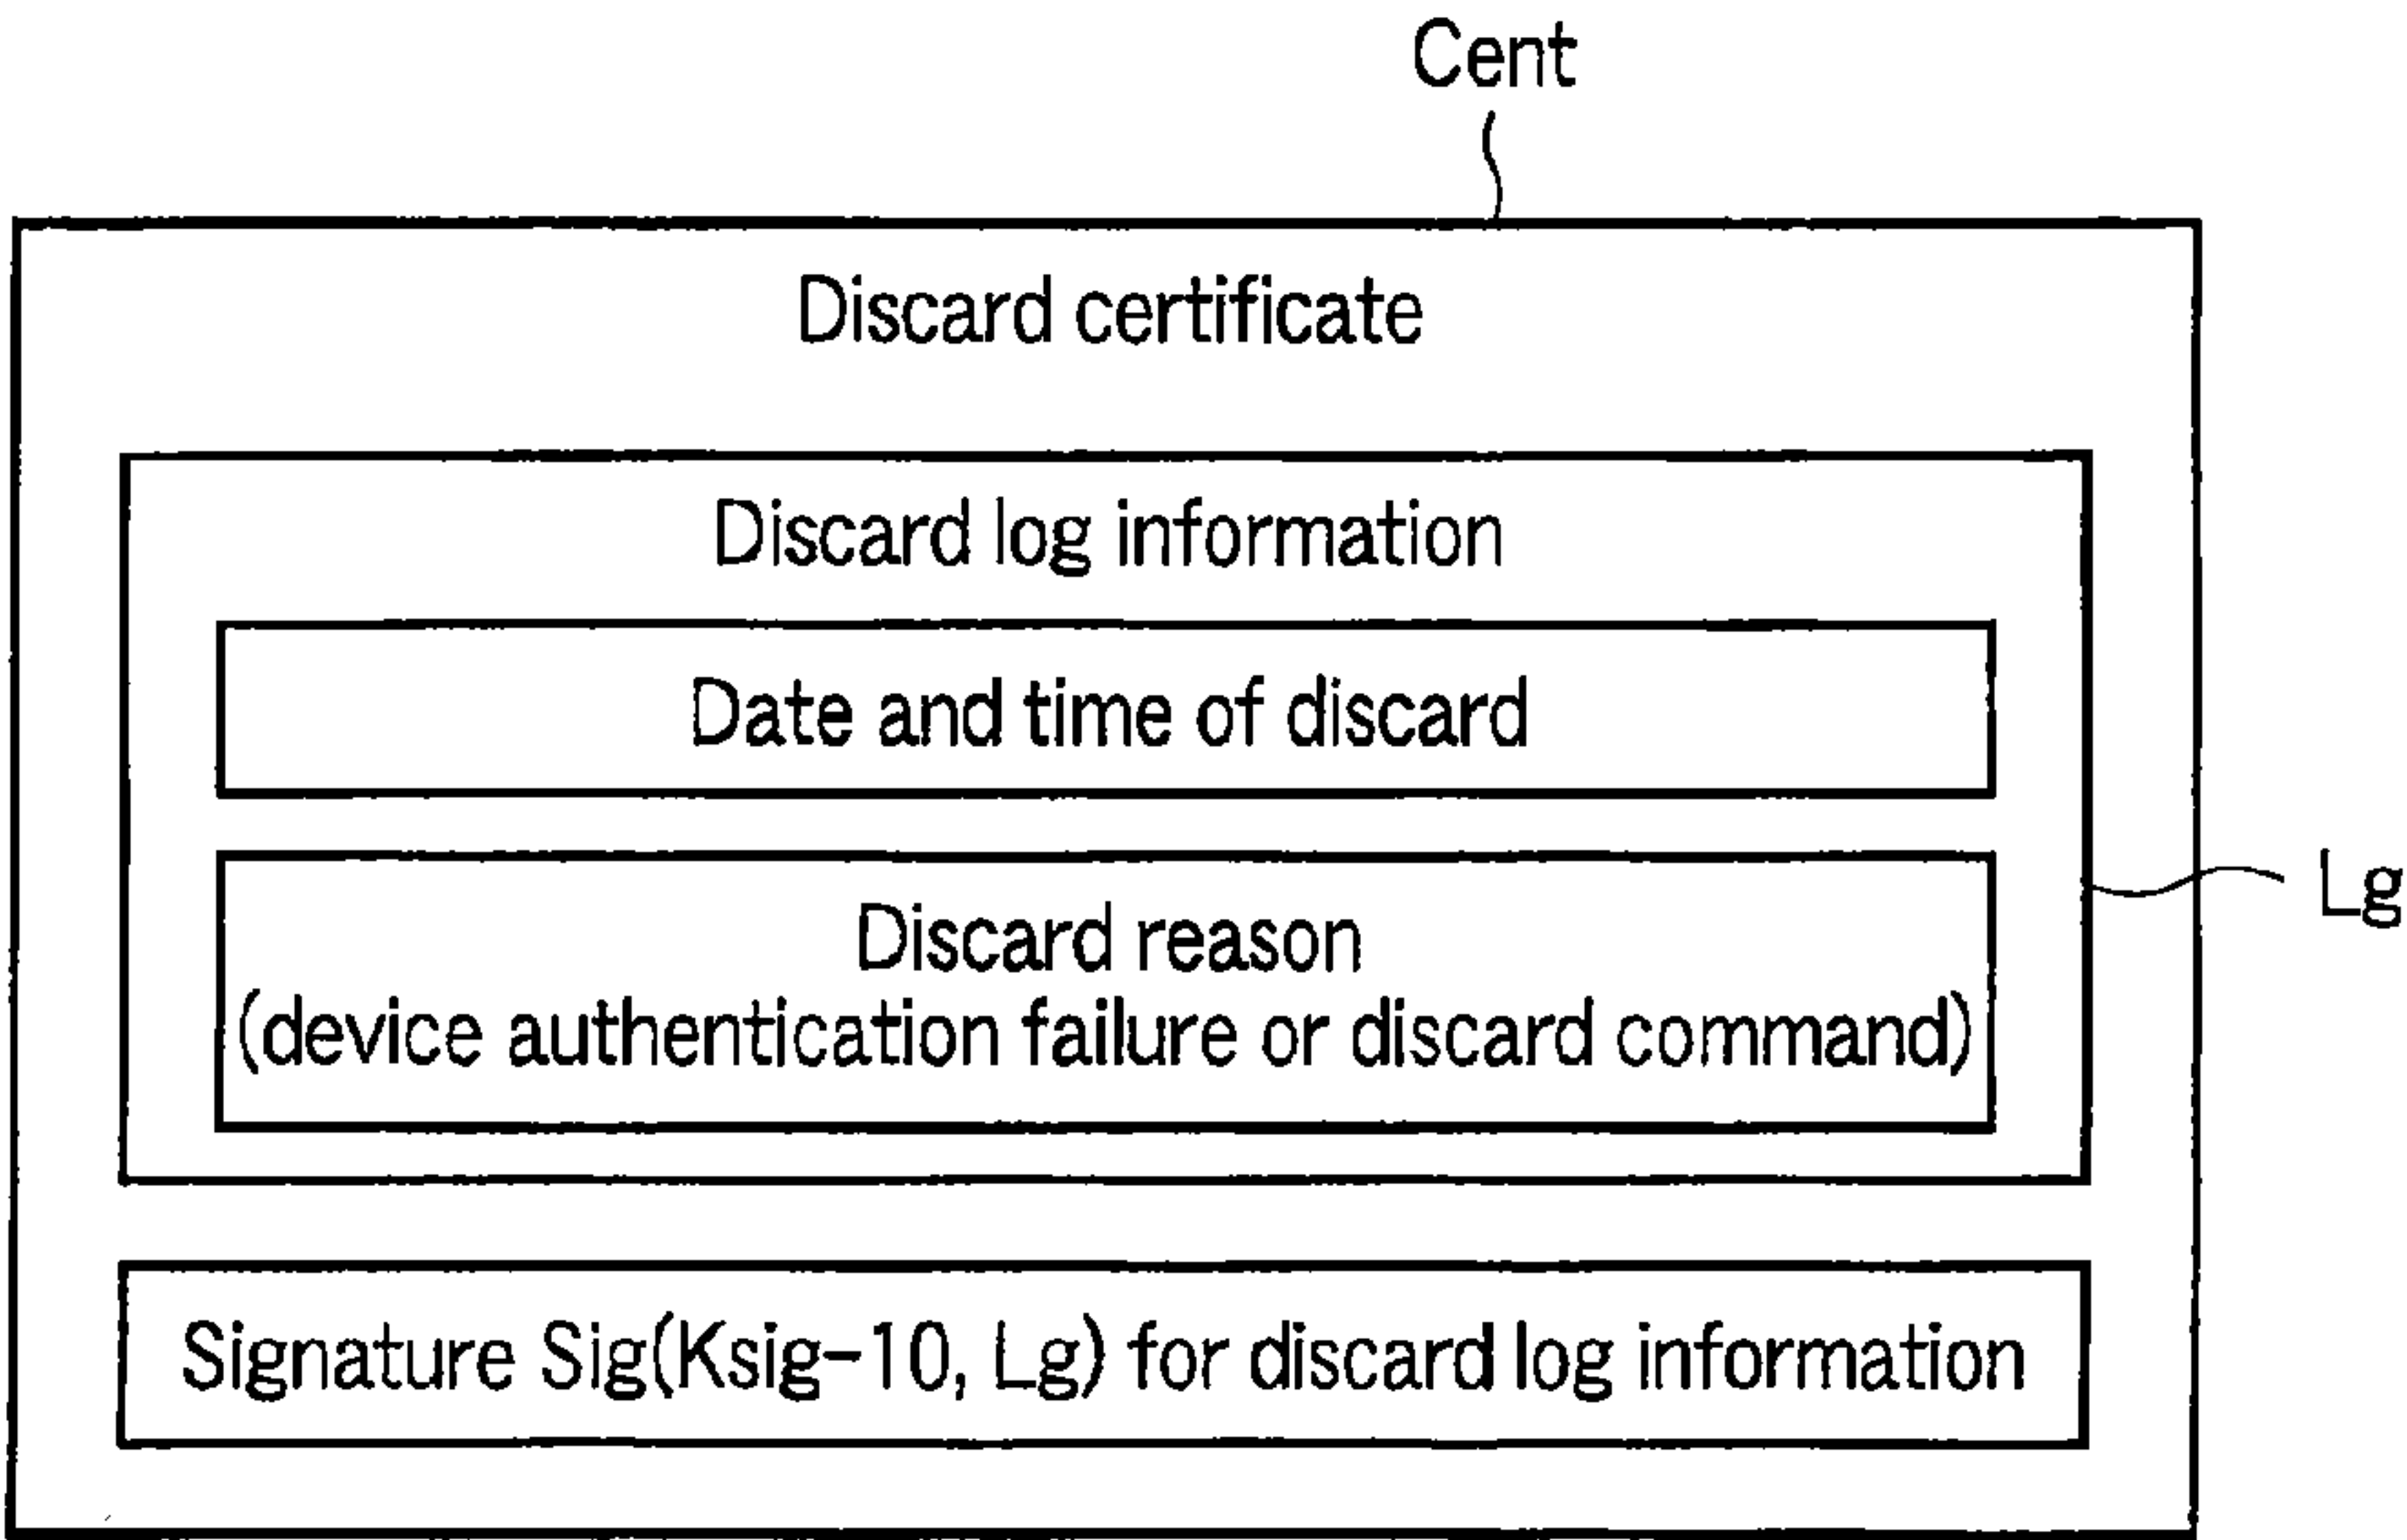 Cent
Discard certificate
Discard log information
Date and time of discard
Discard reason
(device authentication failure or discard command)
Lg
Signature Sig(Ksig-10, Lg) for discard log information